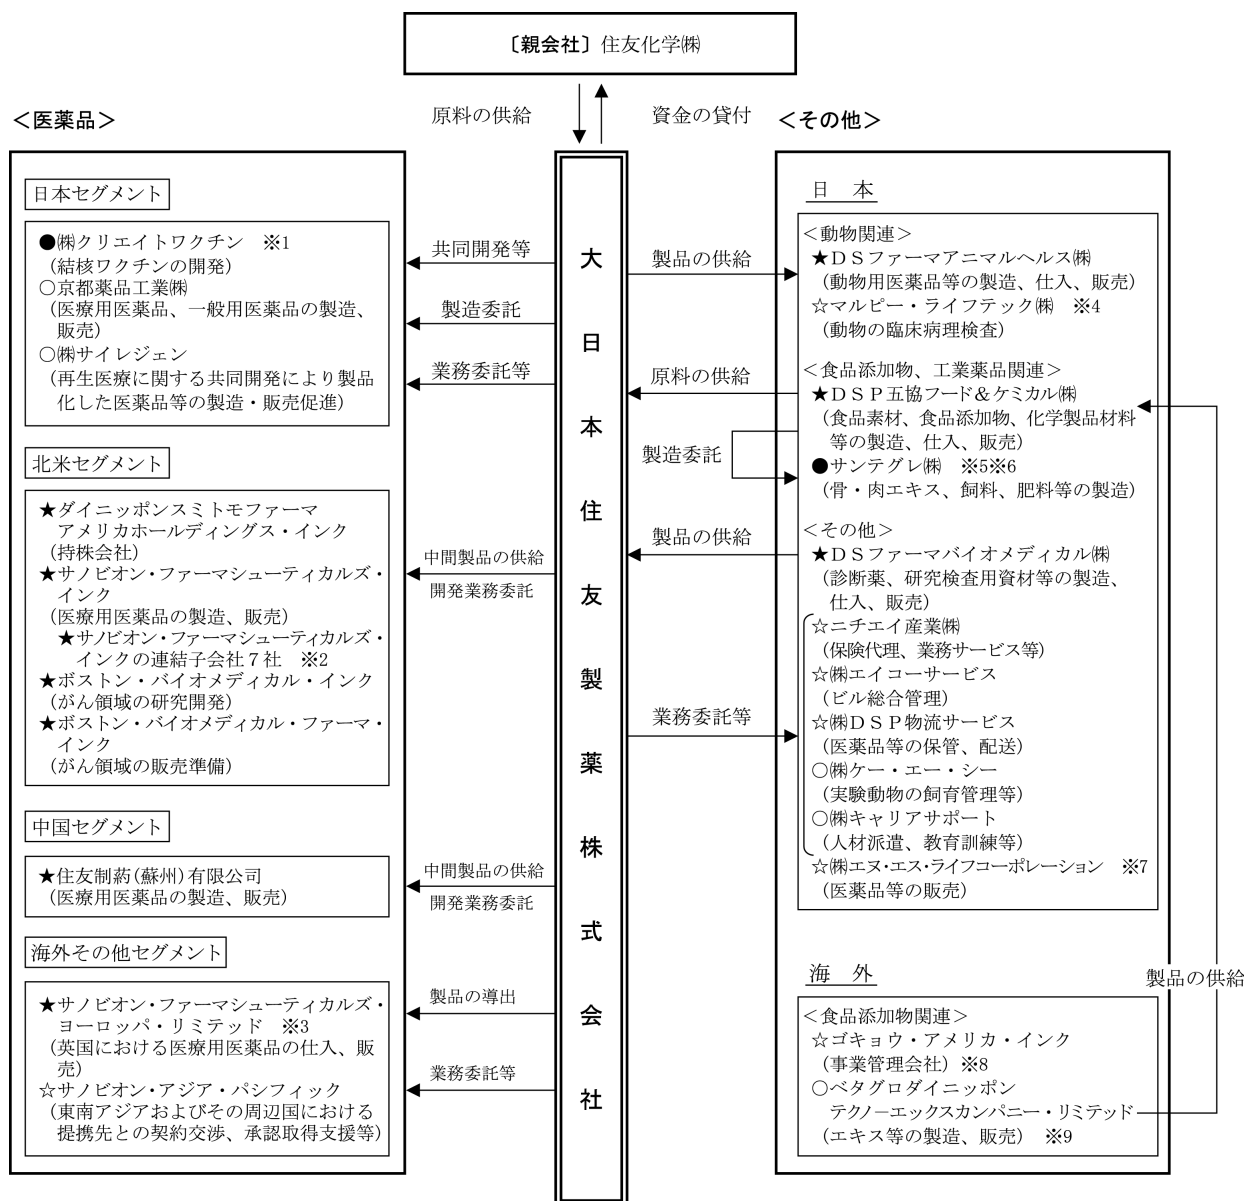 〔親会社〕住友化学㈱
原料の供給
資金の貸付
＜医薬品＞
日本セグメント
●㈱クリエイトワクチン　※1
(結核ワクチンの開発)
○京都薬品工業㈱
(医療用医薬品、一般用医薬品の製造、
販売)
○㈱サイレジェン
(再生医療に関する共同開発により製品
化した医薬品等の製造・販売促進)
北米セグメント
★ダイニッポンスミトモファーマ
アメリカホールディングス・インク
(持株会社)
★サノビオン・ファーマシューティカルズ・
インク
(医療用医薬品の製造、販売)
★サノビオン・ファーマシューティカルズ・
インクの連結子会社７社　※2
★ボストン・バイオメディカル・インク
(がん領域の研究開発)
★ボストン・バイオメディカル・ファーマ・
インク
(がん領域の販売準備)
中国セグメント
★住友制葯(蘇州)有限公司
(医療用医薬品の製造、販売)
海外その他セグメント
★サノビオン・ファーマシューティカルズ・
ヨーロッパ・リミテッド　※3
(英国における医療用医薬品の仕入、販
売)
☆サノビオン・アジア・パシフィック
(東南アジアおよびその周辺国における
提携先との契約交渉、承認取得支援等)
共同開発等
製造委託
業務委託等
中間製品の供給
開発業務委託
中間製品の供給
開発業務委託
製品の導出
業務委託等
大日本住友製薬株式会社
製品の供給
原料の供給
製造委託
製品の供給
業務委託等
＜その他＞
日　本
＜動物関連＞
★ＤＳファーマアニマルヘルス㈱
(動物用医薬品等の製造、仕入、販売)
☆マルピー・ライフテック㈱　※4
(動物の臨床病理検査)
＜食品添加物、工業薬品関連＞
★ＤＳＰ五協フード＆ケミカル㈱
(食品素材、食品添加物、化学製品材料
等の製造、仕入、販売)
●サンテグレ㈱　※5※6
(骨・肉エキス、飼料、肥料等の製造)
＜その他＞
★ＤＳファーマバイオメディカル㈱
(診断薬、研究検査用資材等の製造、
仕入、販売)
☆ニチエイ産業㈱
(保険代理、業務サービス等)
☆㈱エイコーサービス
(ビル総合管理)
☆㈱ＤＳＰ物流サービス
(医薬品等の保管、配送)
○㈱ケー・エー・シー
(実験動物の飼育管理等)
○㈱キャリアサポート
(人材派遣、教育訓練等)
☆㈱エヌ・エス・ライフコーポレーション　※7
(医薬品等の販売)
海　外
＜食品添加物関連＞
☆ゴキョウ・アメリカ・インク
(事業管理会社) ※8
○ベタグロダイニッポン
テクノ－エックスカンパニー・リミテッド
(エキス等の製造、販売)　※9
製品の供給